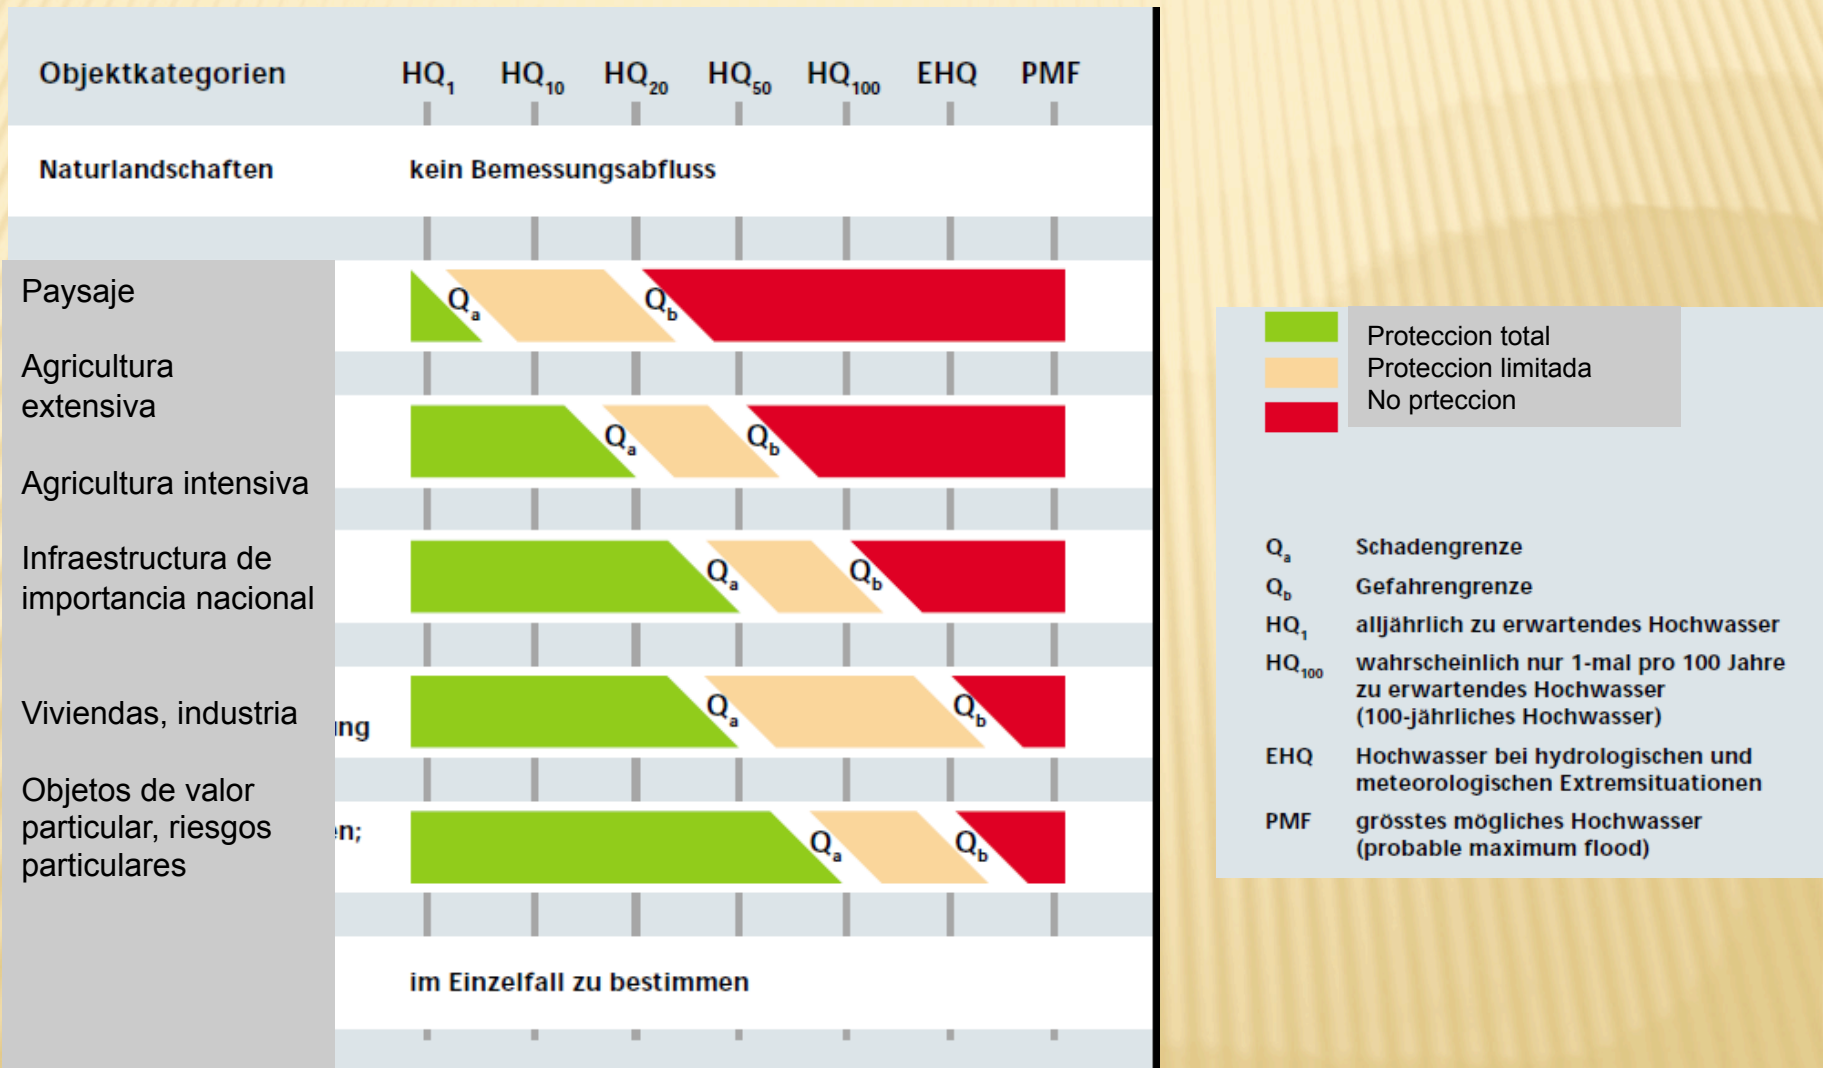 Objektkategorien HQ1 HQ10 HQ20 HQ50 HQ100 EHQ PMF
Naturlandschaften kein Bemessungsabfluss
Paysaje
Qa Qb
Agricultura
extensiva
Qa Qb
Agricultura intensiva
Infraestructura de
importancia nacional
Qa Qb
Viviendas, industria
Qa Qb
Objetos de valor
particular, riesgos
particulares
en;
Qa Qb
im Einzelfall zu bestimmen
Proteccion total
Proteccion limitada
No prteccion
Qa Schadengrenze
Qb Gefahrengrenze
HQ1 alljährlich zu erwartendes Hochwasser
HQ100 wahrscheinlich nur 1-mal pro 100 Jahre
zu erwartendes Hochwasser
(100-jährliches Hochwasser)
EHQ Hochwasser bei hydrologischen und
meteorologischen Extremsituationen
PMF grösstes mögliches Hochwasser
(probable maximum flood)